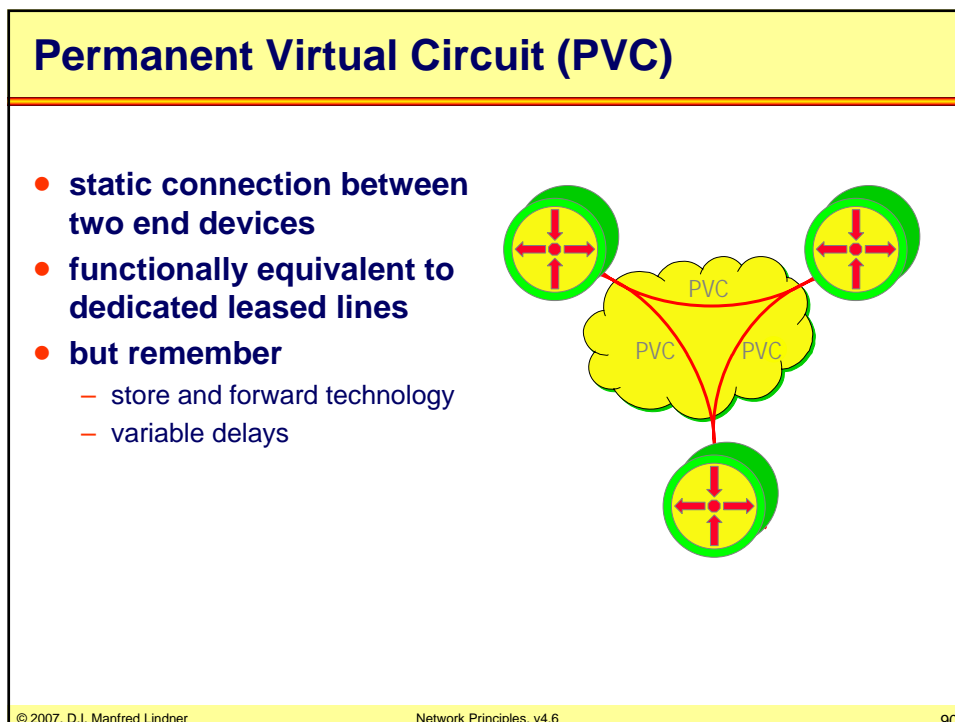 Permanent Virtual Circuit (PVC)
• static connection between
two end devices
• functionally equivalent to
dedicated leased lines
• but remember
– store and forward technology
– variable delays
PVC
PVC
PVC
© 2007, D.I. Manfred Lindner
Network Principles, v4.6
90